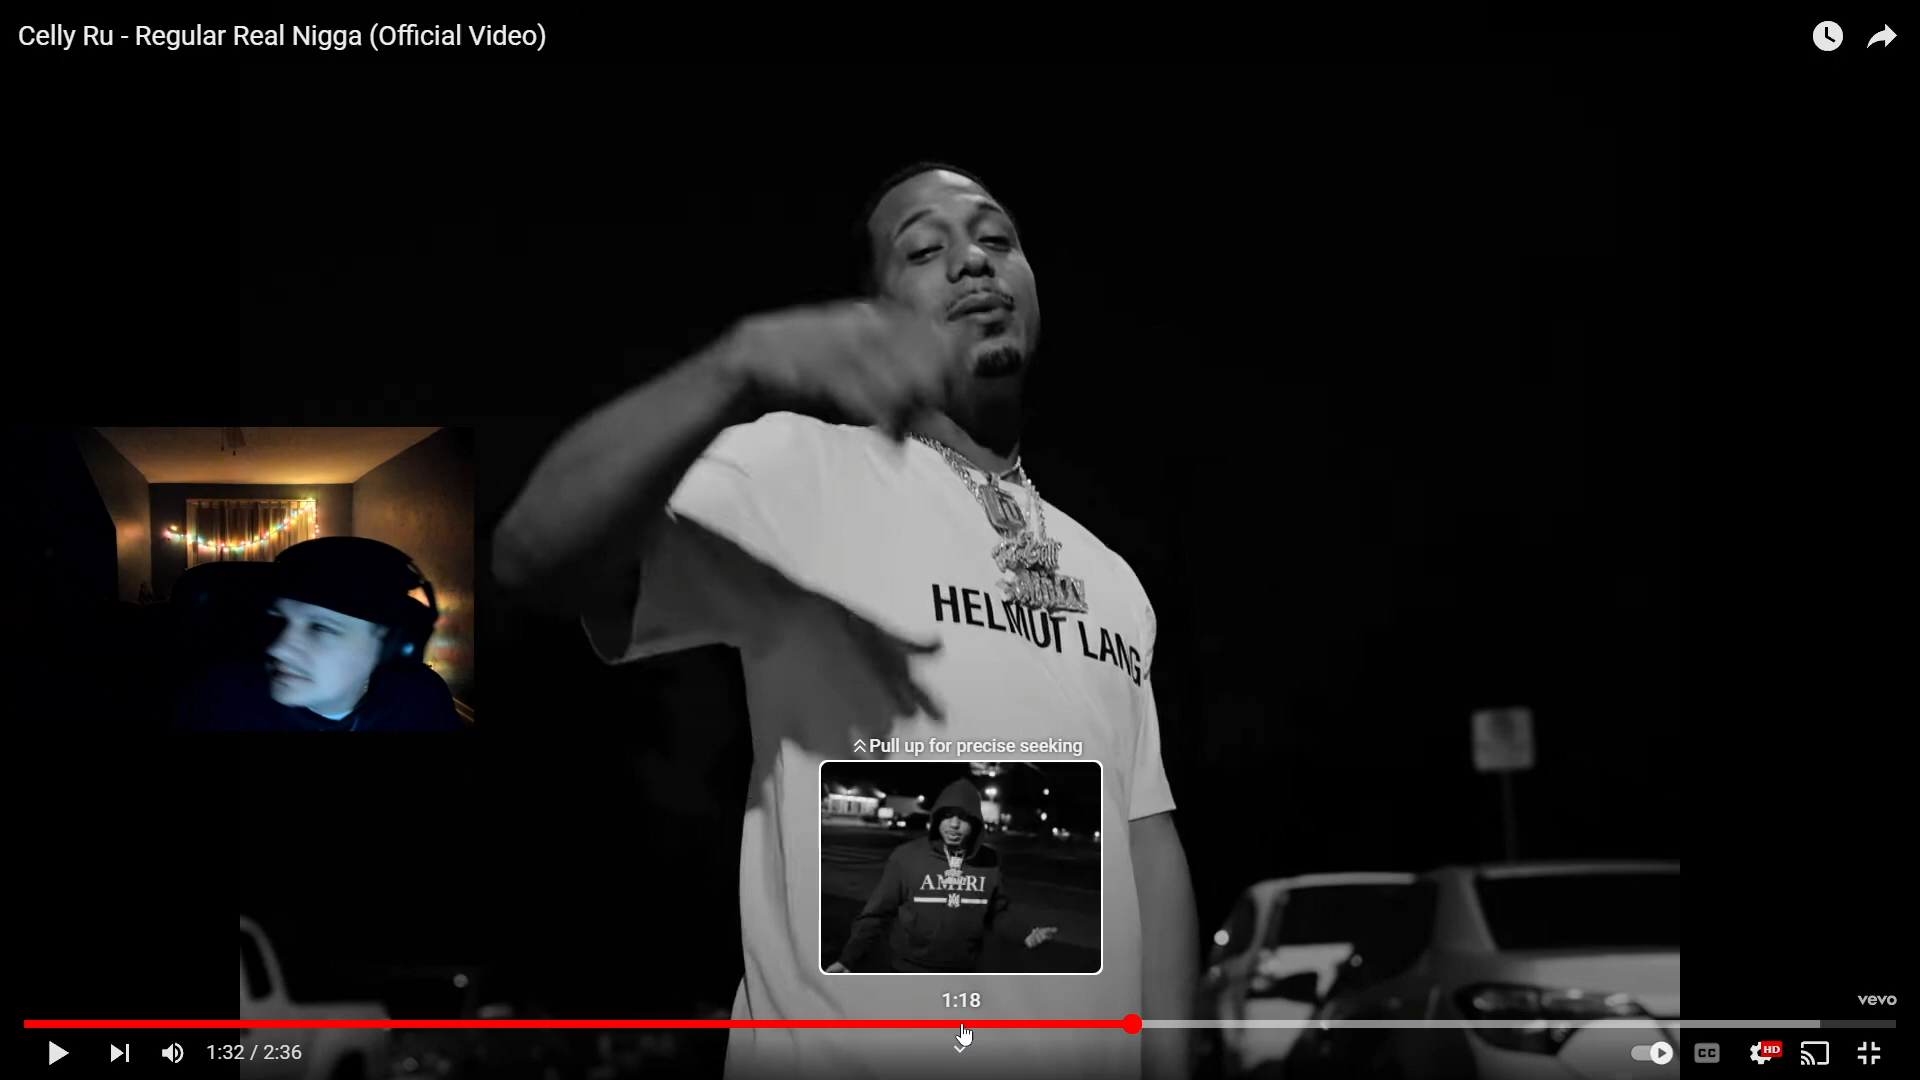 Celly Ru - Regular Real Nigga (Official Video)
HELMUT LANG
Pull up for precise seeking
AMIRI
1:18
vevo
1:32 / 2:36
CC
HD